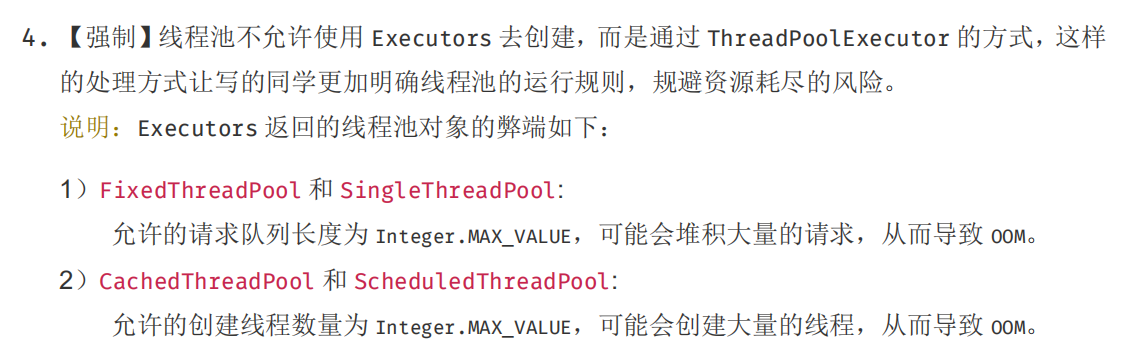 4. 【强制】线程池不允许使用 Executors 去创建，而是通过 ThreadPoolExecutor 的方式，这样
的处理方式让写的同学更加明确线程池的运行规则，规避资源耗尽的风险。
说明：Executors 返回的线程池对象的弊端如下：
1）FixedThreadPool 和 SingleThreadPool:
允许的请求队列长度为 Integer.MAX_VALUE，可能会堆积大量的请求，从而导致 OOM。
2）CachedThreadPool 和 ScheduledThreadPool:
允许的创建线程数量为 Integer.MAX_VALUE，可能会创建大量的线程，从而导致 OOM。